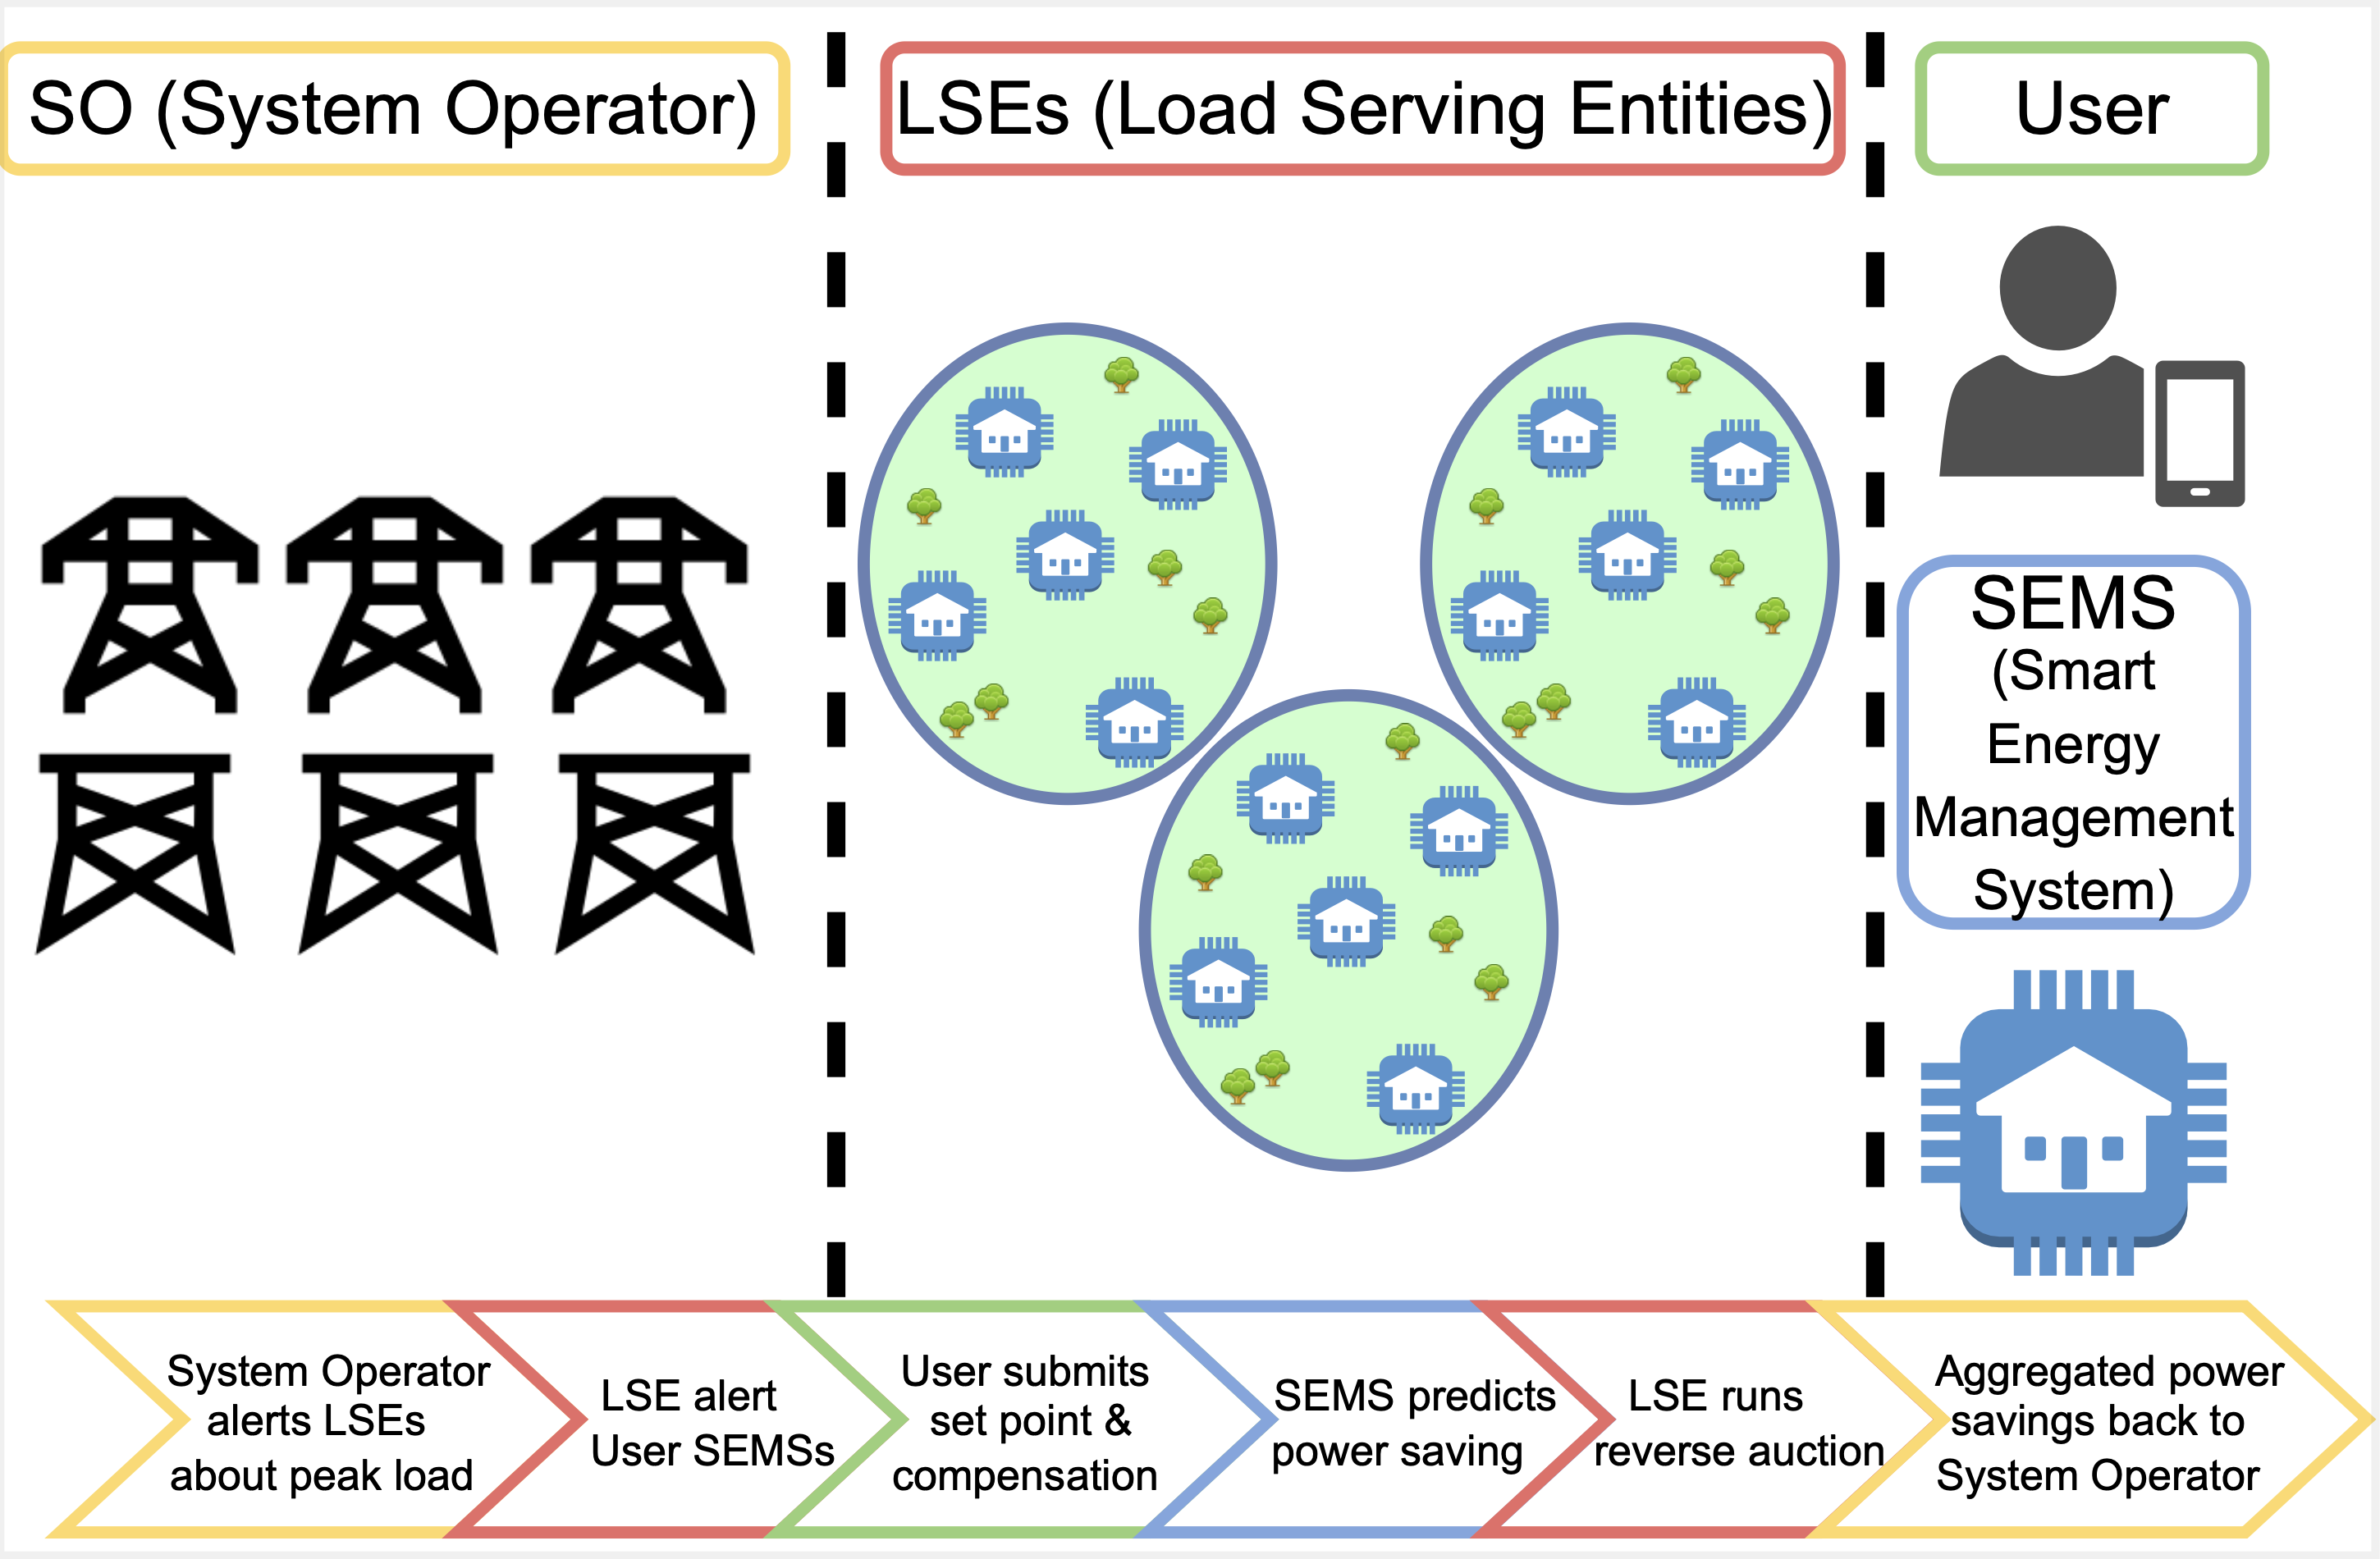 SO (System Operator)
LSEs (Load Serving Entities)
User
SEMS
(Smart
Energy
Management
System)
System Operator
alerts LSEs
about peak load
LSE alert
User SEMSs
User submits
set point &
compensation
SEMS predicts
power saving
LSE runs
reverse auction
Aggregated power
savings back to
System Operator